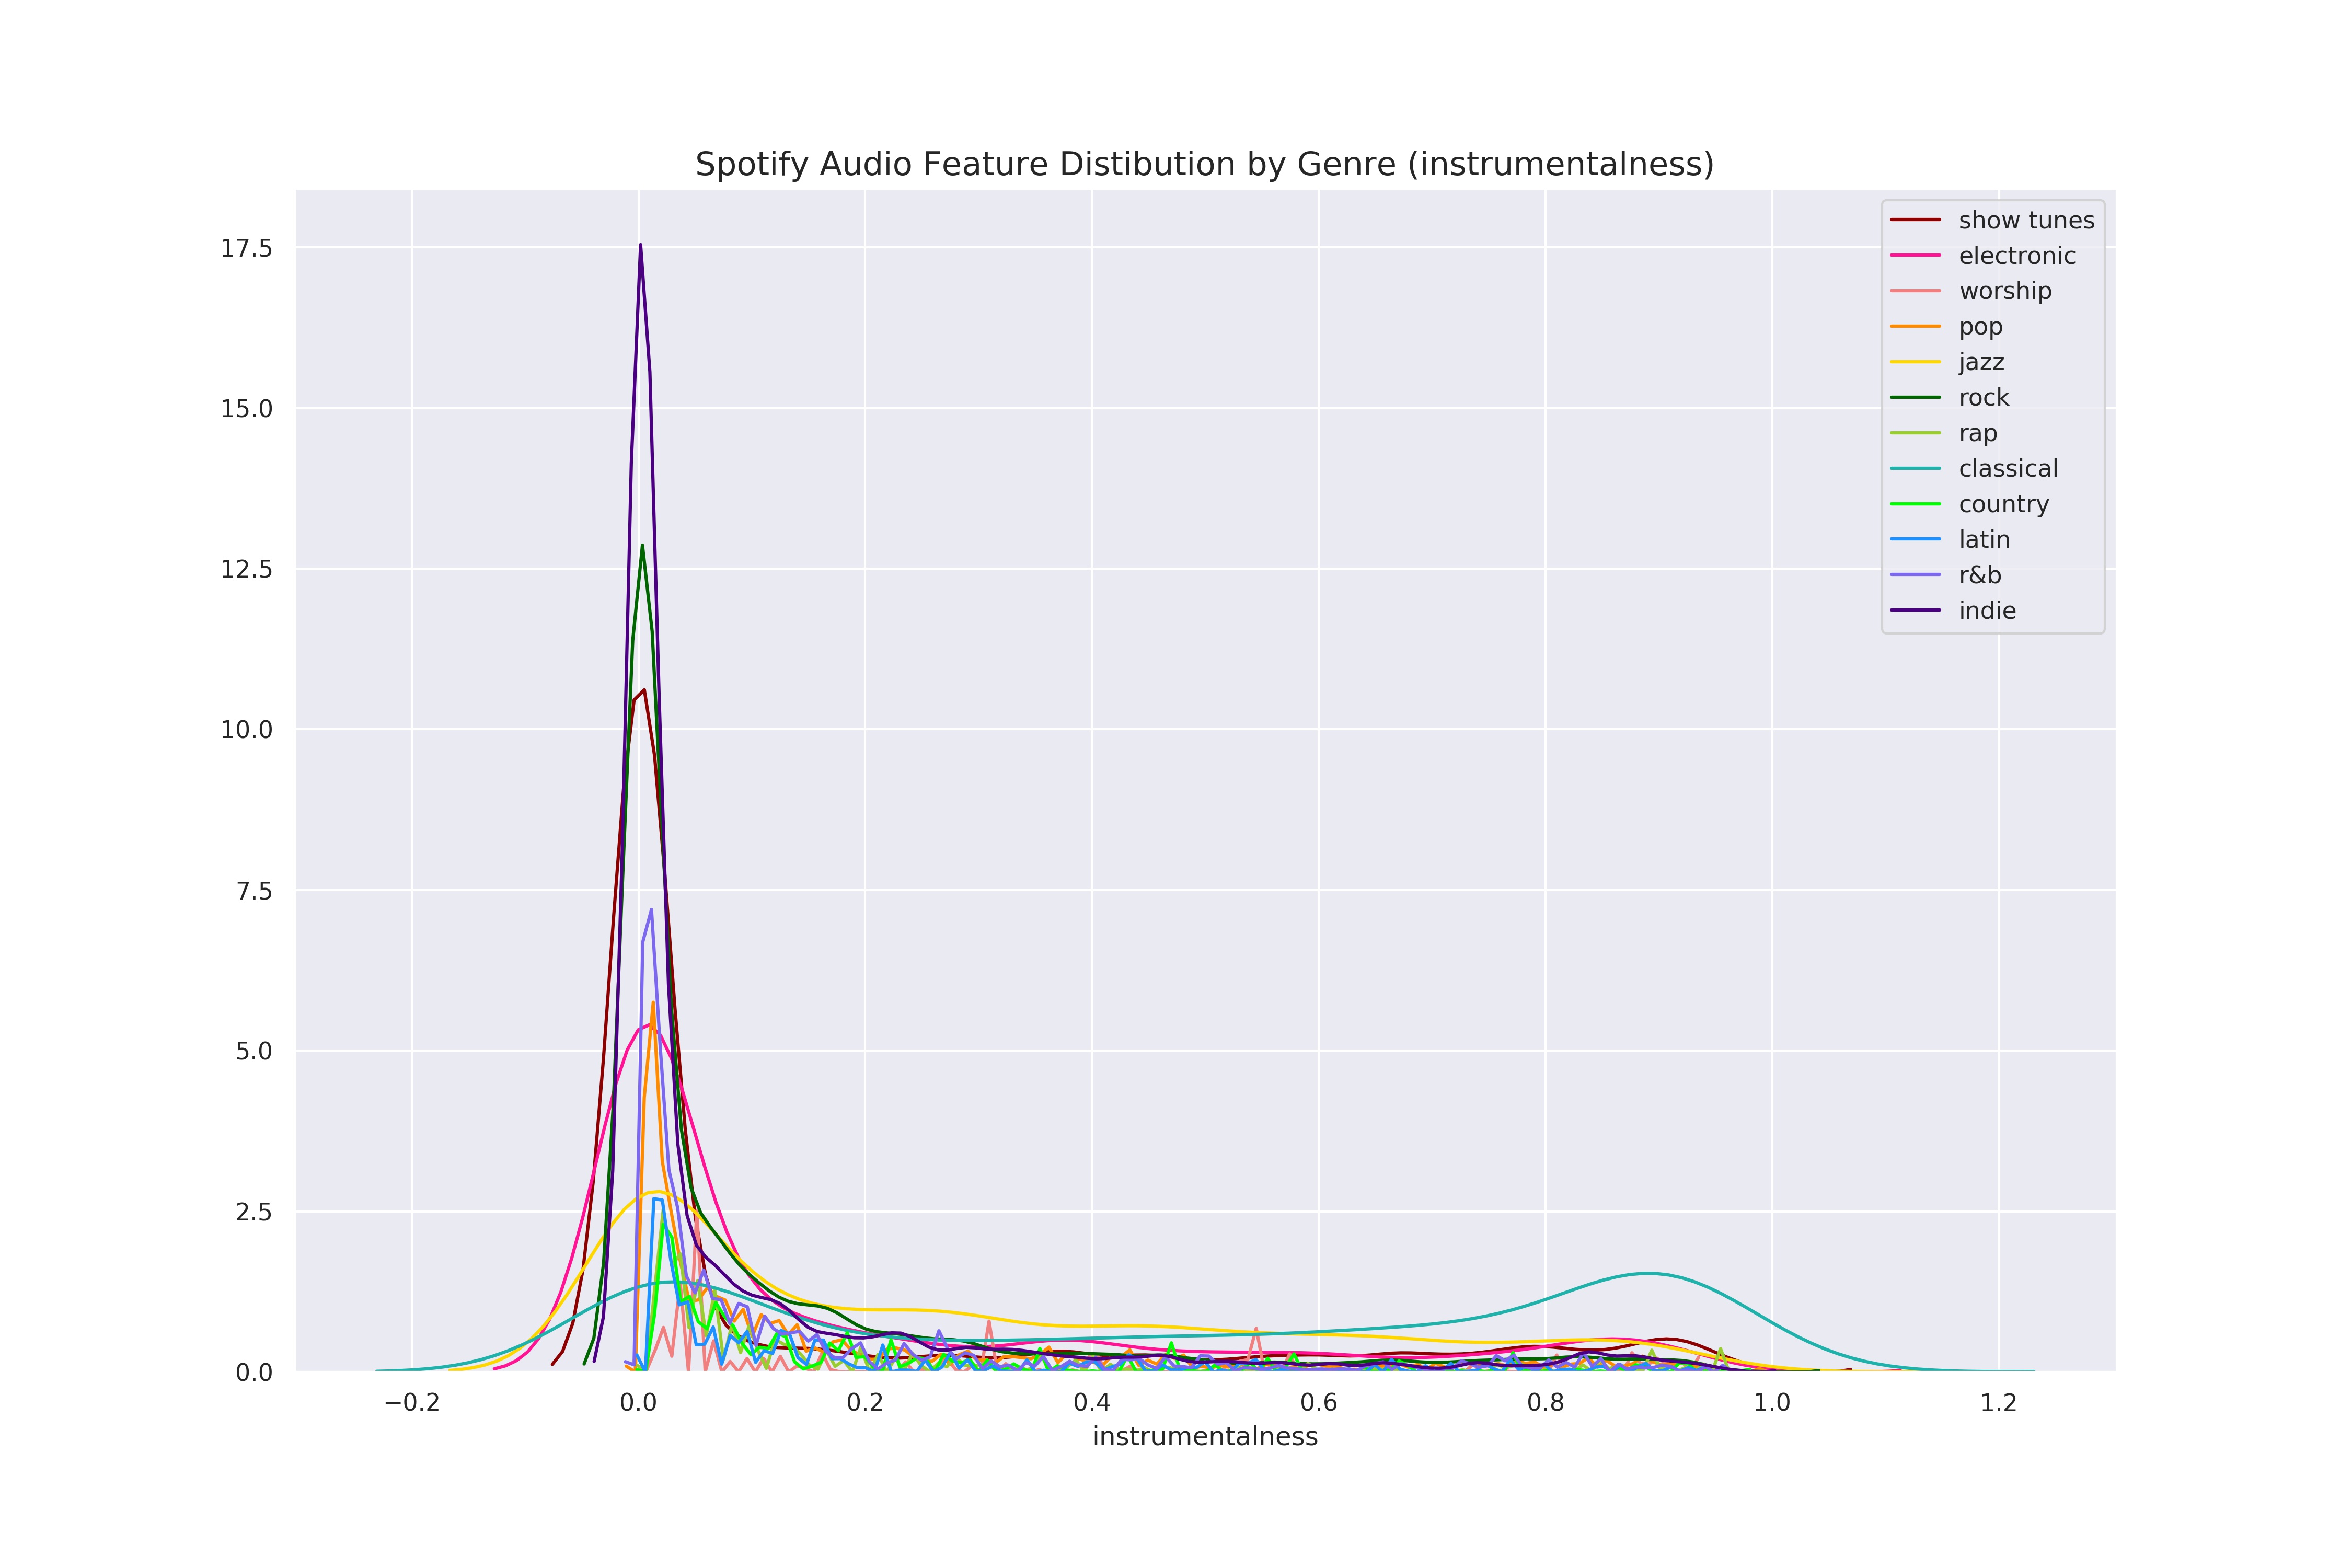 Spotify Audio Feature Distibution by Genre (instrumentalness)
17.5
15.0
12.5
10.0
7.5
5.0
2.5
0.0
show tunes
electronic
worship
pop
jazz
rock
rap
classical
country
latin
r&b
indie
−0.2 0.0 0.2 0.4 0.6 0.8 1.0 1.2
instrumentalness